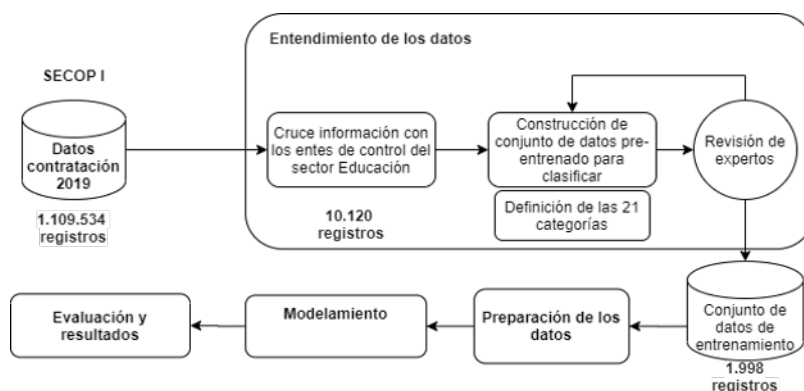 Entendimiento de los datos
SECOP I
Datos
contratación
2019
1.109.534
registros
Cruce información con
los entes de control del
sector Educación
10.120
registros
Construcción de
conjunto de datos pre-
entrenado para
clasificar
Definición de las 21
categorías
Revisión de
expertos
Conjunto de
datos de
entrenamiento
1.998
registros
Preparación de los
datos
Modelamiento
Evaluación y
resultados